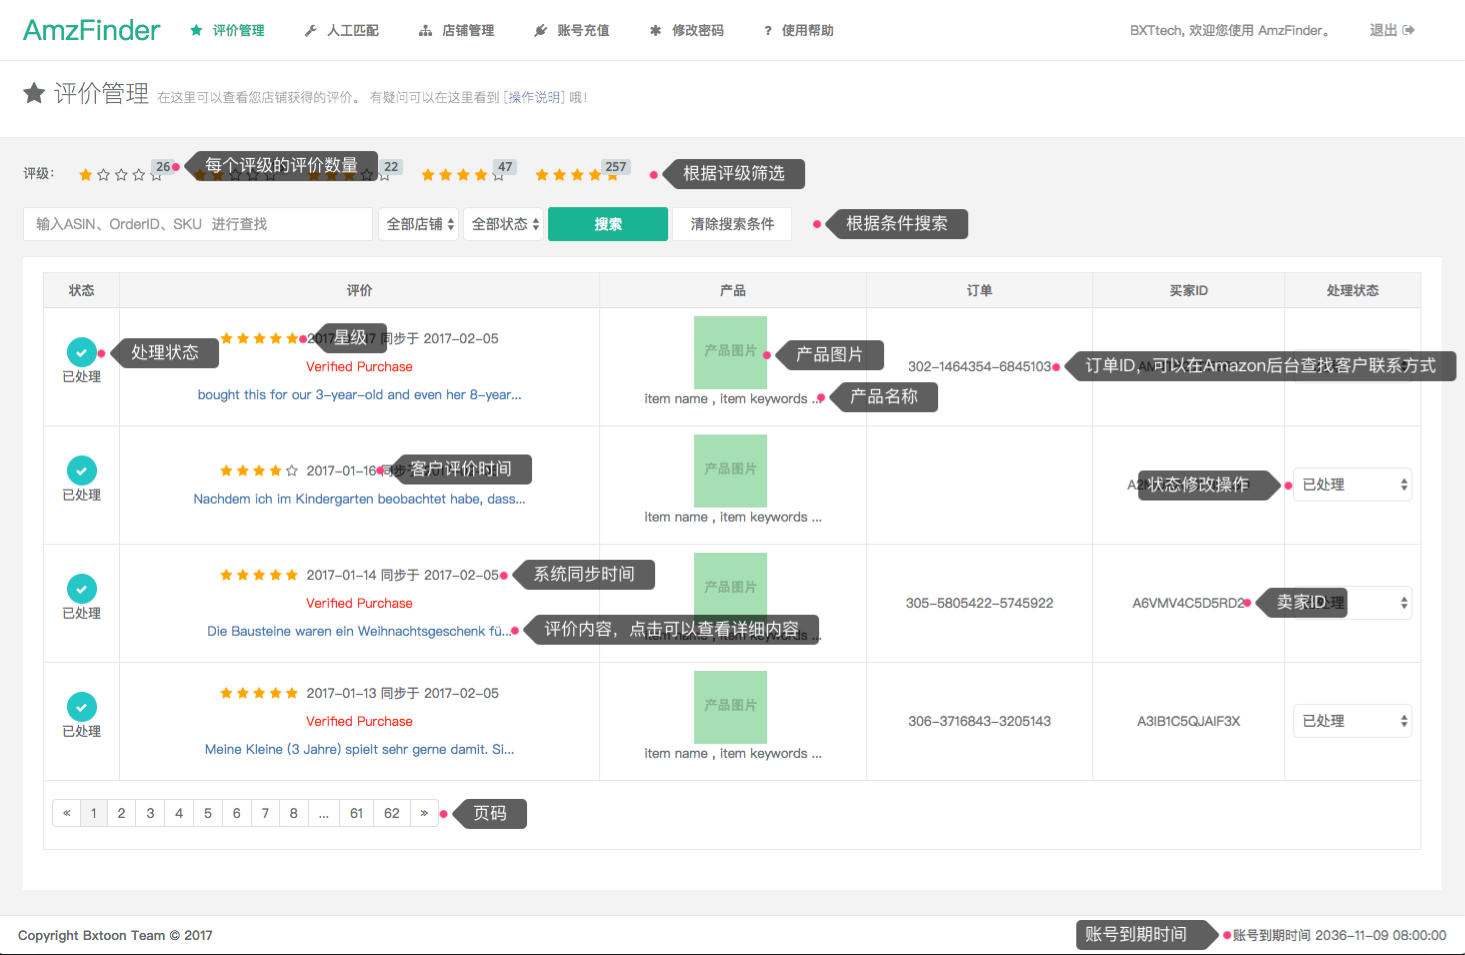 AmzFinder 评价管理 人工匹配 店铺管理 账号充值 修改密码 使用帮助 BXTtech, 欢迎您使用 AmzFinder。 退出
评价管理 在这里可以查看您店铺获得的评价。 有疑问可以在这里看到 [操作说明] 哦!
评级: 26 每个评级的评价数量 22 47 257 根据评级筛选
输入ASIN、OrderID、SKU 进行查找 全部店铺 全部状态 搜索 清除搜索条件 根据条件搜索
状态 评价 产品 订单 买家ID 处理状态
已处理 处理状态
星级 同步于 2017-02-05
Verified Purchase
bought this for our 3-year-old and even her 8-year...
产品图片 产品图片
item name , item keywords ... 产品名称
302-1464354-6845103 订单ID，可以在Amazon后台查找客户联系方式
已处理
2017-01-16 客户评价时间
Nachdem ich im Kindergarten beobachtet habe, dass...
产品图片
item name , item keywords ...
状态修改操作 已处理
已处理
2017-01-14 同步于 2017-02-05 系统同步时间
Verified Purchase
Die Bausteine waren ein Weihnachtsgeschenk fü... 评价内容，点击可以查看详细内容
产品图片
305-5805422-5745922
A6VMV4C5D5RD2 卖家ID
已处理
2017-01-13 同步于 2017-02-05
Verified Purchase
Meine Kleine (3 Jahre) spielt sehr gerne damit. Si...
产品图片
item name , item keywords ...
306-3716843-3205143
A3IB1C5QJAIF3X
已处理
« 1 2 3 4 5 6 7 8 ... 61 62 » 页码
Copyright Bxtoon Team © 2017 账号到期时间 账号到期时间 2036-11-09 08:00:00